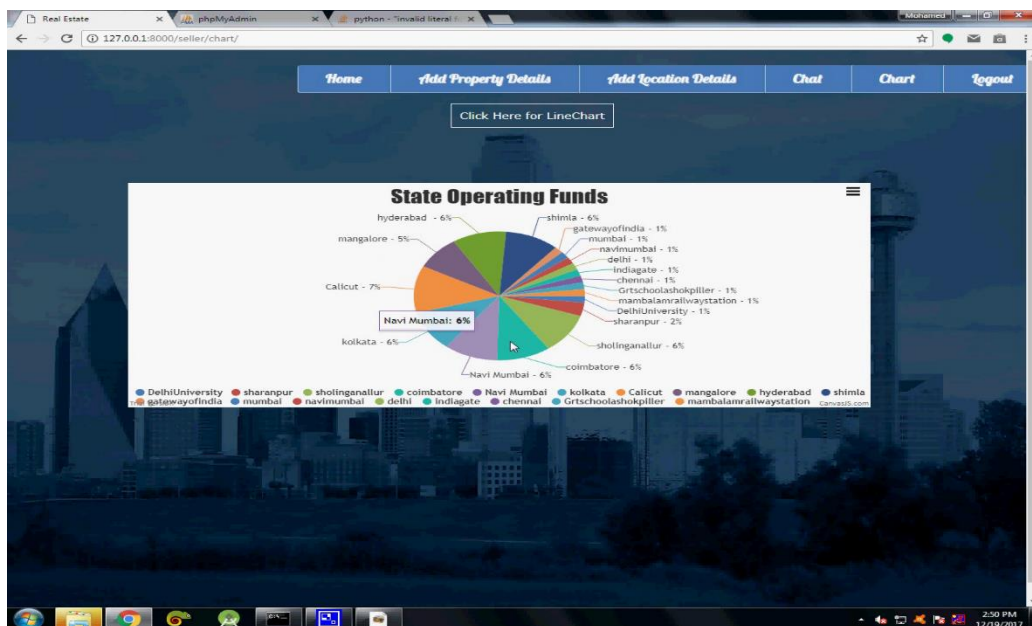 Real Estate × phpMyAdmin × python - "invalid literal f × Mohamed
127.0.0.1:8000/seller/chart/
Home Add Property Details Add Location Details Chat Chart Logout
Click Here for LineChart
State Operating Funds
hyderabad - 6%
shimla - 6%
gatewayofindia - 1%
mangalore - 5%
mumbai - 1%
navimumbai - 1%
delhi - 1%
indiagate - 1%
chennai - 1%
Calicut - 7%
Grtschoolashokpiller - 1%
mambalamrailwaystation - 1%
DelhiUniversity - 1%
Navi Mumbai: 6%
sharanpur - 2%
kolkata - 6%
sholinganallur - 6%
coimbatore - 6%
Navi Mumbai - 6%
DelhiUniversity sharanpur sholinganallur coimbatore Navi Mumbai kolkata Calicut mangalore hyderabad shimla
gatewayofindia mumbai navimumbai delhi indiagate chennai Grtschoolashokpiller mambalamrailwaystation
CanvasJS.com
2:50 PM
12/19/2017